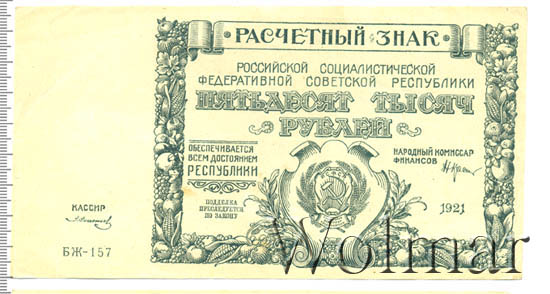 РАСЧЕТНЫЙ ЗНАК
РОССИЙСКОЙ СОЦИАЛИСТИЧЕСКОЙ
ФЕДЕРАТИВНОЙ СОВЕТСКОЙ РЕСПУБЛИКИ
ПЯТЬДЕСЯТ ТЫСЯЧ
РУБЛЕЙ
ОБЕСПЕЧИВАЕТСЯ
ВСЕМ ДОСТОЯНИЕМ
РЕСПУБЛИКИ
НАРОДНЫЙ КОМИССАР
ФИНАНСОВ
ПОДДЕЛКА
ПРЕСЛЕДУЕТСЯ
ПО ЗАКОНУ
КАССИР
1921
БЖ-157
Wolmar